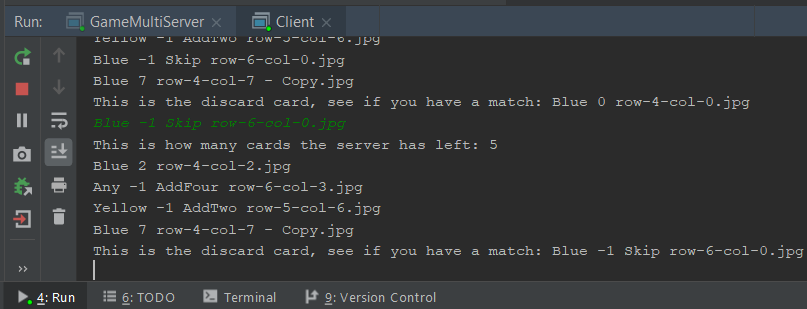 Run: GameMultiServer × Client ×
Yellow -1 AddTwo row-5-col-6.jpg
Blue -1 Skip row-6-col-0.jpg
Blue 7 row-4-col-7 - Copy.jpg
This is the discard card, see if you have a match: Blue 0 row-4-col-0.jpg
Blue -1 Skip row-6-col-0.jpg
This is how many cards the server has left: 5
Blue 2 row-4-col-2.jpg
Any -1 AddFour row-6-col-3.jpg
Yellow -1 AddTwo row-5-col-6.jpg
Blue 7 row-4-col-7 - Copy.jpg
This is the discard card, see if you have a match: Blue -1 Skip row-6-col-0.jpg
4: Run 6: TODO Terminal 9: Version Control